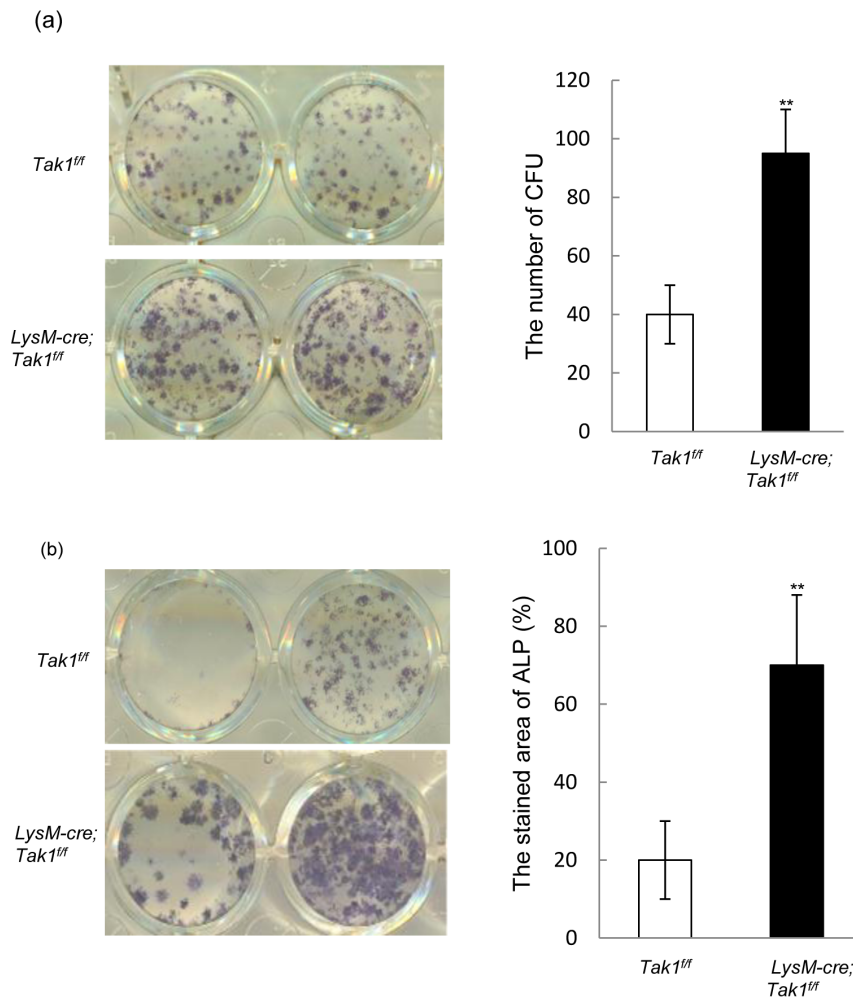 (a)
Tak1f/f
LysM-cre;
Tak1f/f
The number of CFU
120
100
80
60
40
20
0
**
Tak1f/f
LysM-cre;
Tak1f/f
(b)
Tak1f/f
LysM-cre;
Tak1f/f
The stained area of ALP (%)
100
80
60
40
20
0
**
Tak1f/f
LysM-cre;
Tak1f/f